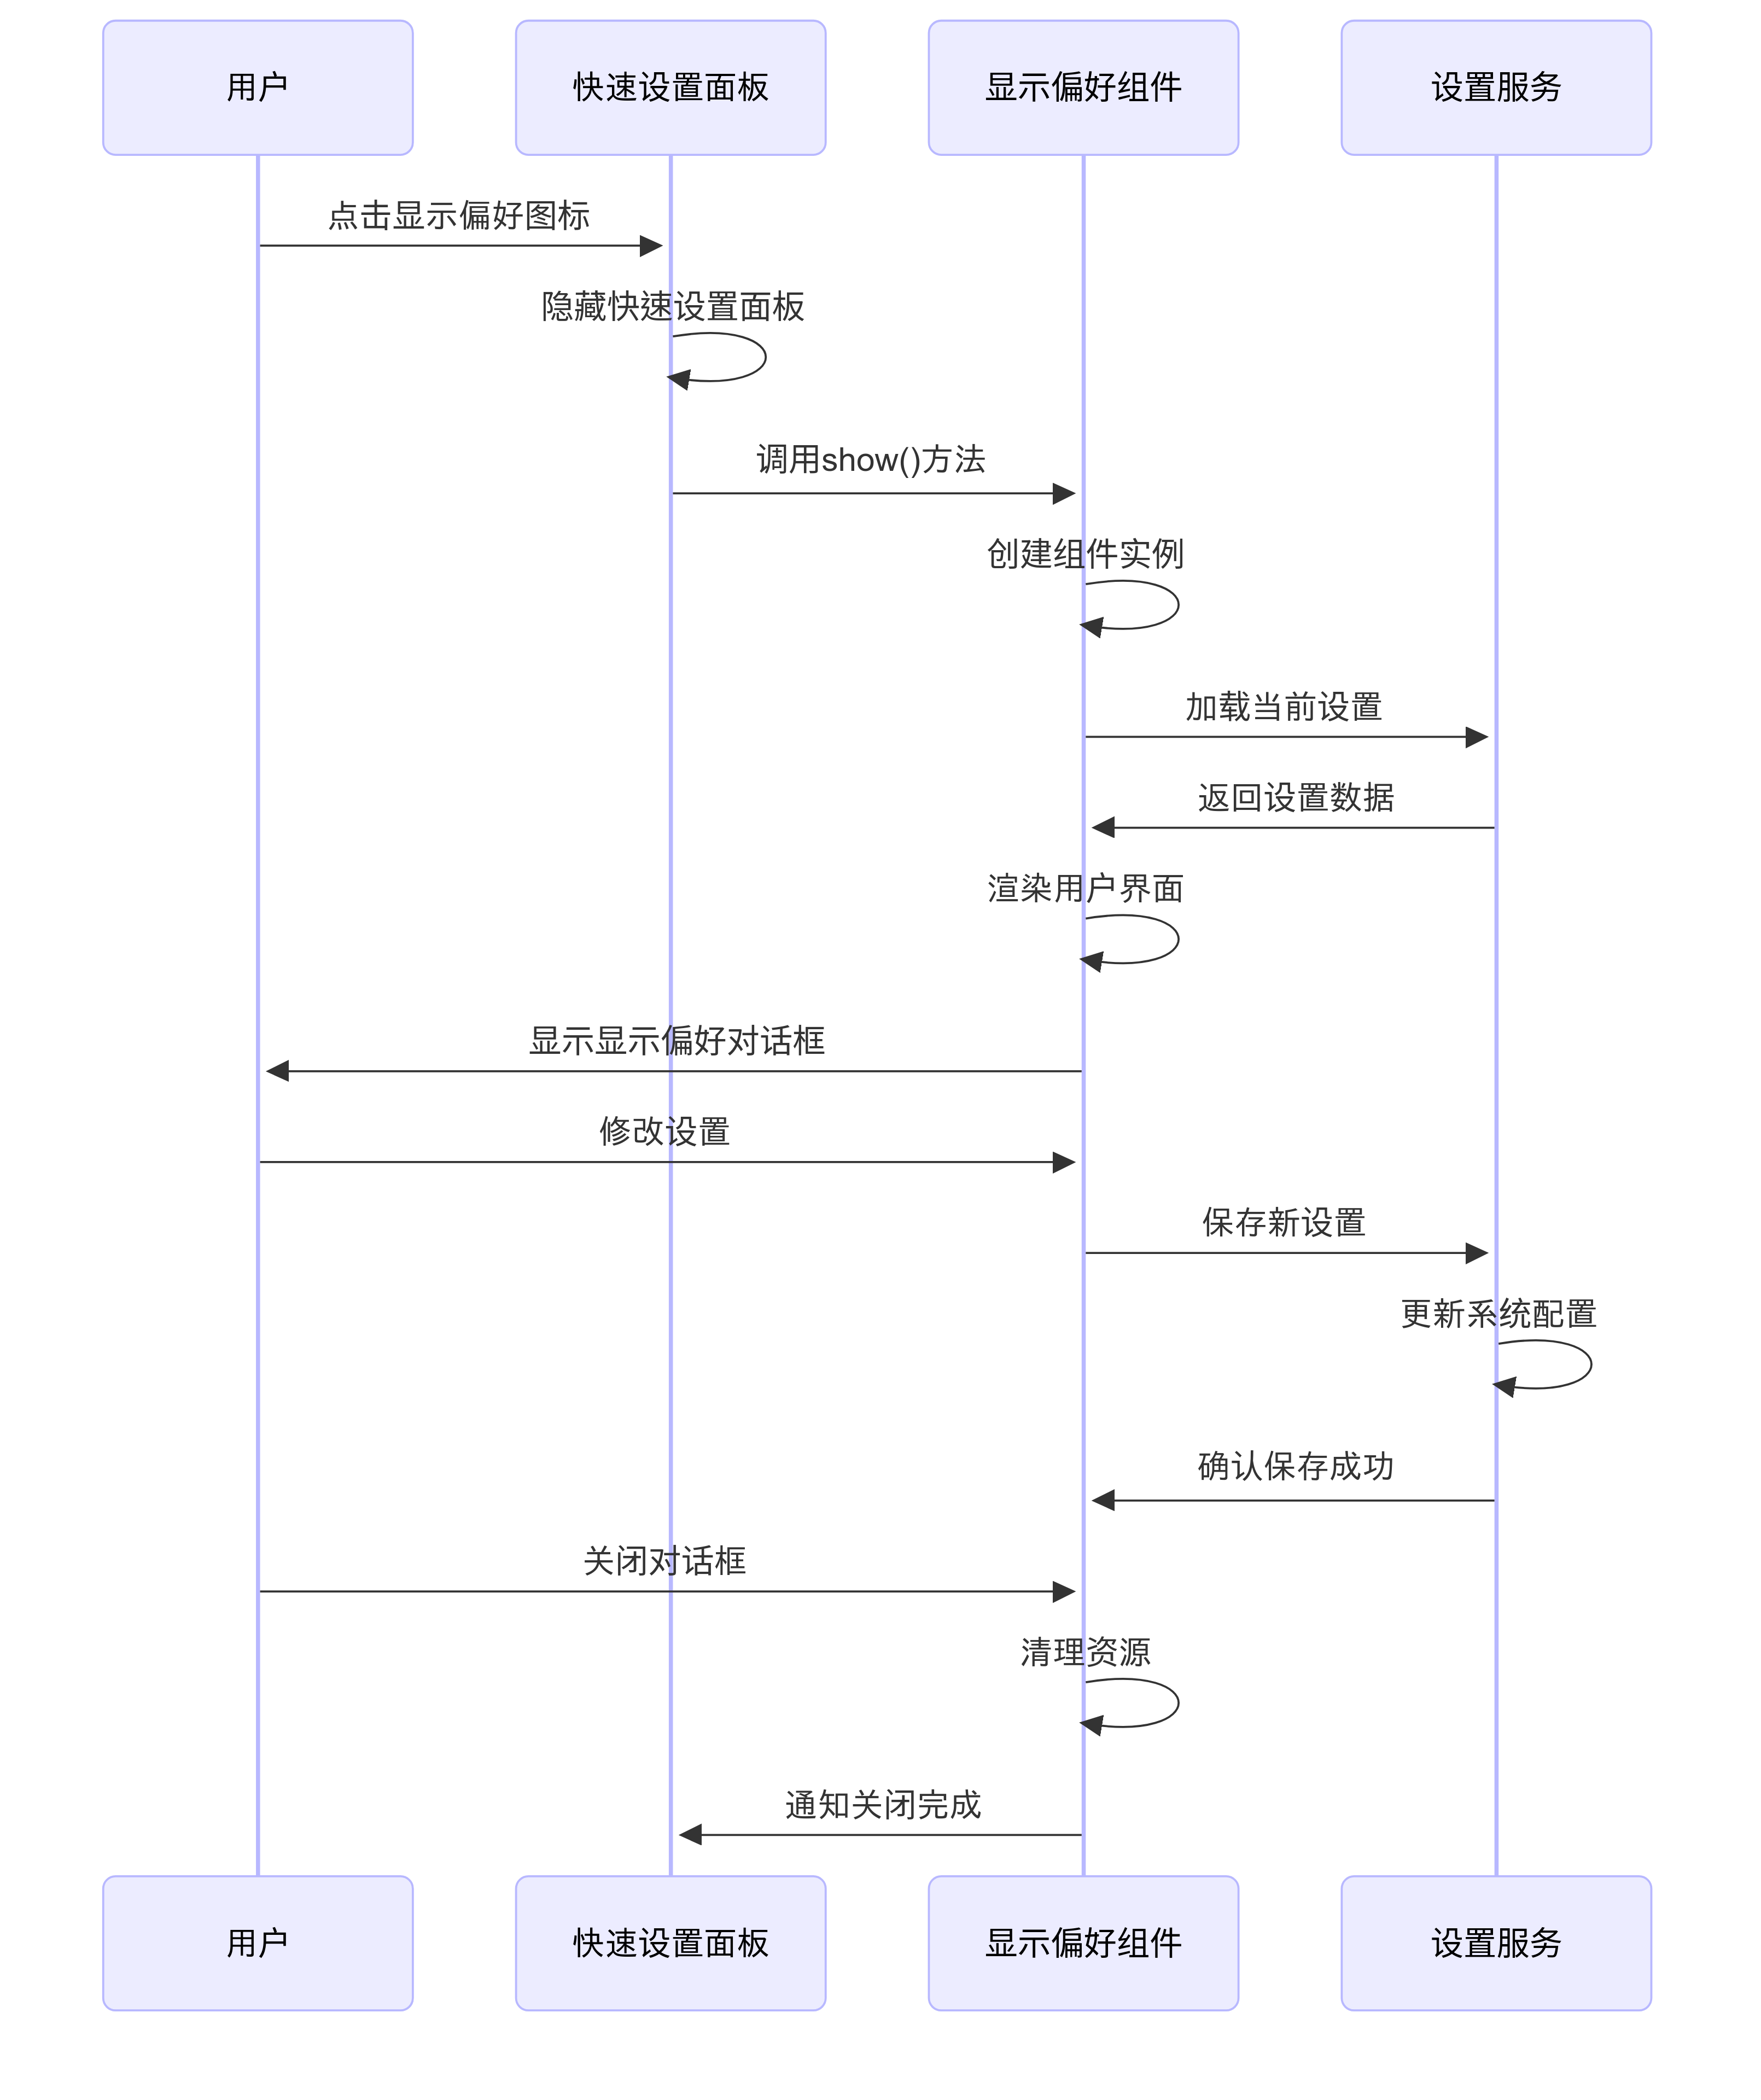 用户
快速设置面板
显示偏好组件
设置服务
点击显示偏好图标
隐藏快速设置面板
调用show()方法
创建组件实例
加载当前设置
返回设置数据
渲染用户界面
显示显示偏好对话框
修改设置
保存新设置
更新系统配置
确认保存成功
关闭对话框
清理资源
通知关闭完成
用户
快速设置面板
显示偏好组件
设置服务